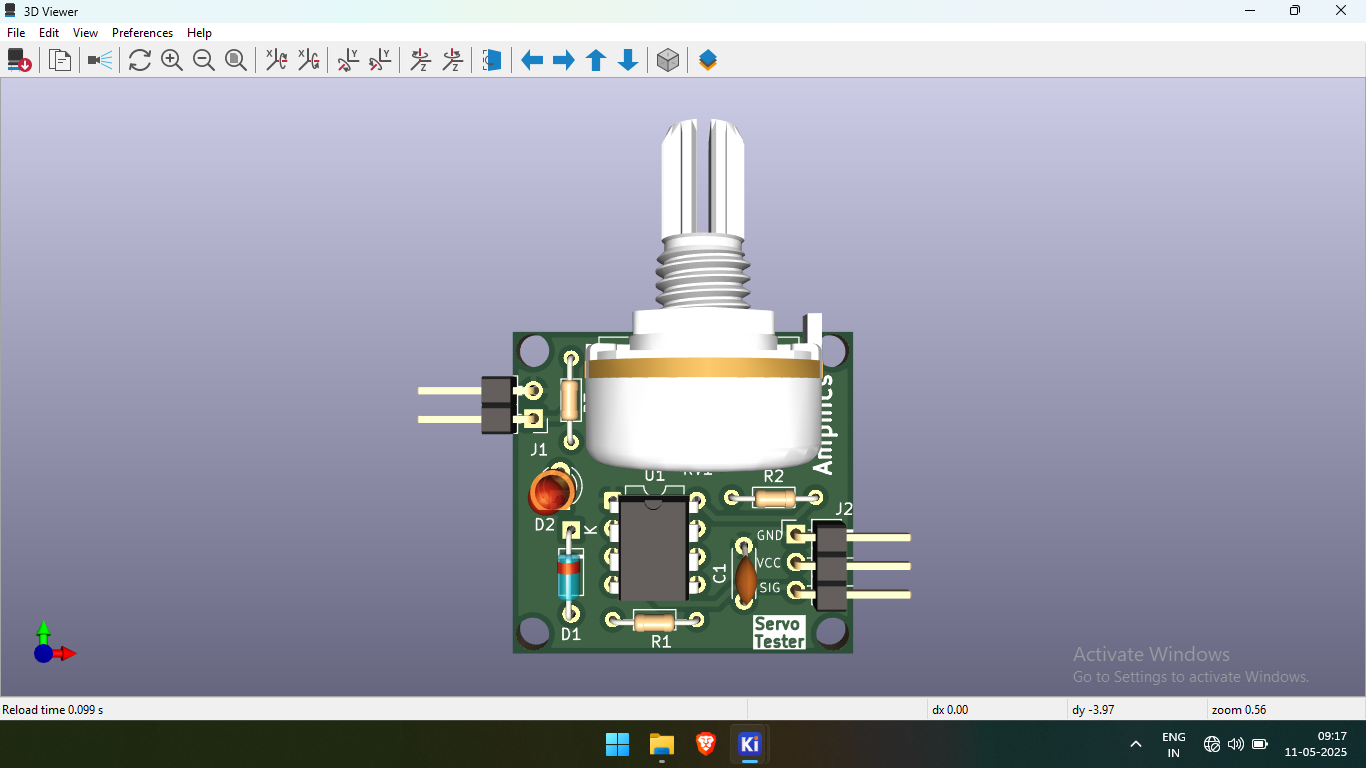 3D Viewer
File Edit View Preferences Help
J1
U1
R2
D2
K
J2
GND
VCC
SIG
C1
D1
R1
Servo
Tester
Activate Windows
Go to Settings to activate Windows.
Reload time 0.099 s
dx 0.00
dy -3.97
zoom 0.56
Ki
ENG
IN
09:17
11-05-2025